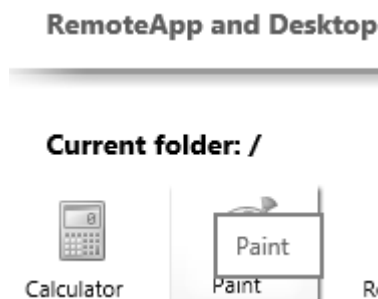 RemoteApp and Desktop
Current folder: /
Paint
Calculator Paint